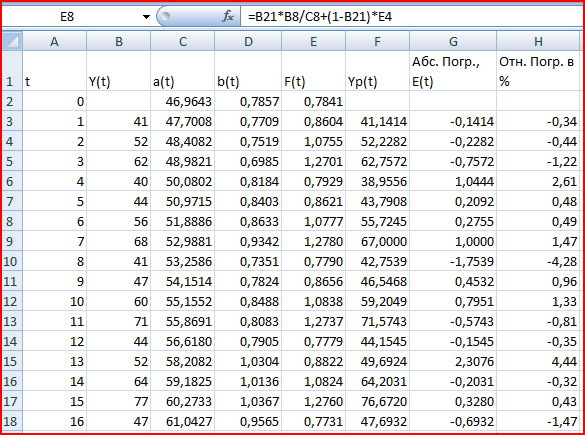 E8 fx =B21*B8/C8+(1-B21)*E4
A B C D E F G H
1 t Y(t) a(t) b(t) F(t) Yp(t) Абс. Погр., E(t) Отн. Погр. в %
2 0 46,9643 0,7857 0,7841
3 1 41 47,7008 0,7709 0,8604 41,1414 -0,1414 -0,34
4 2 52 48,4082 0,7519 1,0755 52,2282 -0,2282 -0,44
5 3 62 48,9821 0,6985 1,2701 62,7572 -0,7572 -1,22
6 4 40 50,0802 0,8184 0,7929 38,9556 1,0444 2,61
7 5 44 50,9715 0,8403 0,8621 43,7908 0,2092 0,48
8 6 56 51,8886 0,8633 1,0777 55,7245 0,2755 0,49
9 7 68 52,9881 0,9342 1,2780 67,0000 1,0000 1,47
10 8 41 53,2586 0,7351 0,7790 42,7539 -1,7539 -4,28
11 9 47 54,1514 0,7824 0,8656 46,5468 0,4532 0,96
12 10 60 55,1552 0,8488 1,0838 59,2049 0,7951 1,33
13 11 71 55,8691 0,8083 1,2737 71,5743 -0,5743 -0,81
14 12 44 56,6180 0,7905 0,7779 44,1545 -0,1545 -0,35
15 13 52 58,2082 1,0304 0,8822 49,6924 2,3076 4,44
16 14 64 59,1825 1,0136 1,0824 64,2031 -0,2031 -0,32
17 15 77 60,2733 1,0367 1,2760 76,6720 0,3280 0,43
18 16 47 61,0427 0,9565 0,7731 47,6932 -0,6932 -1,47